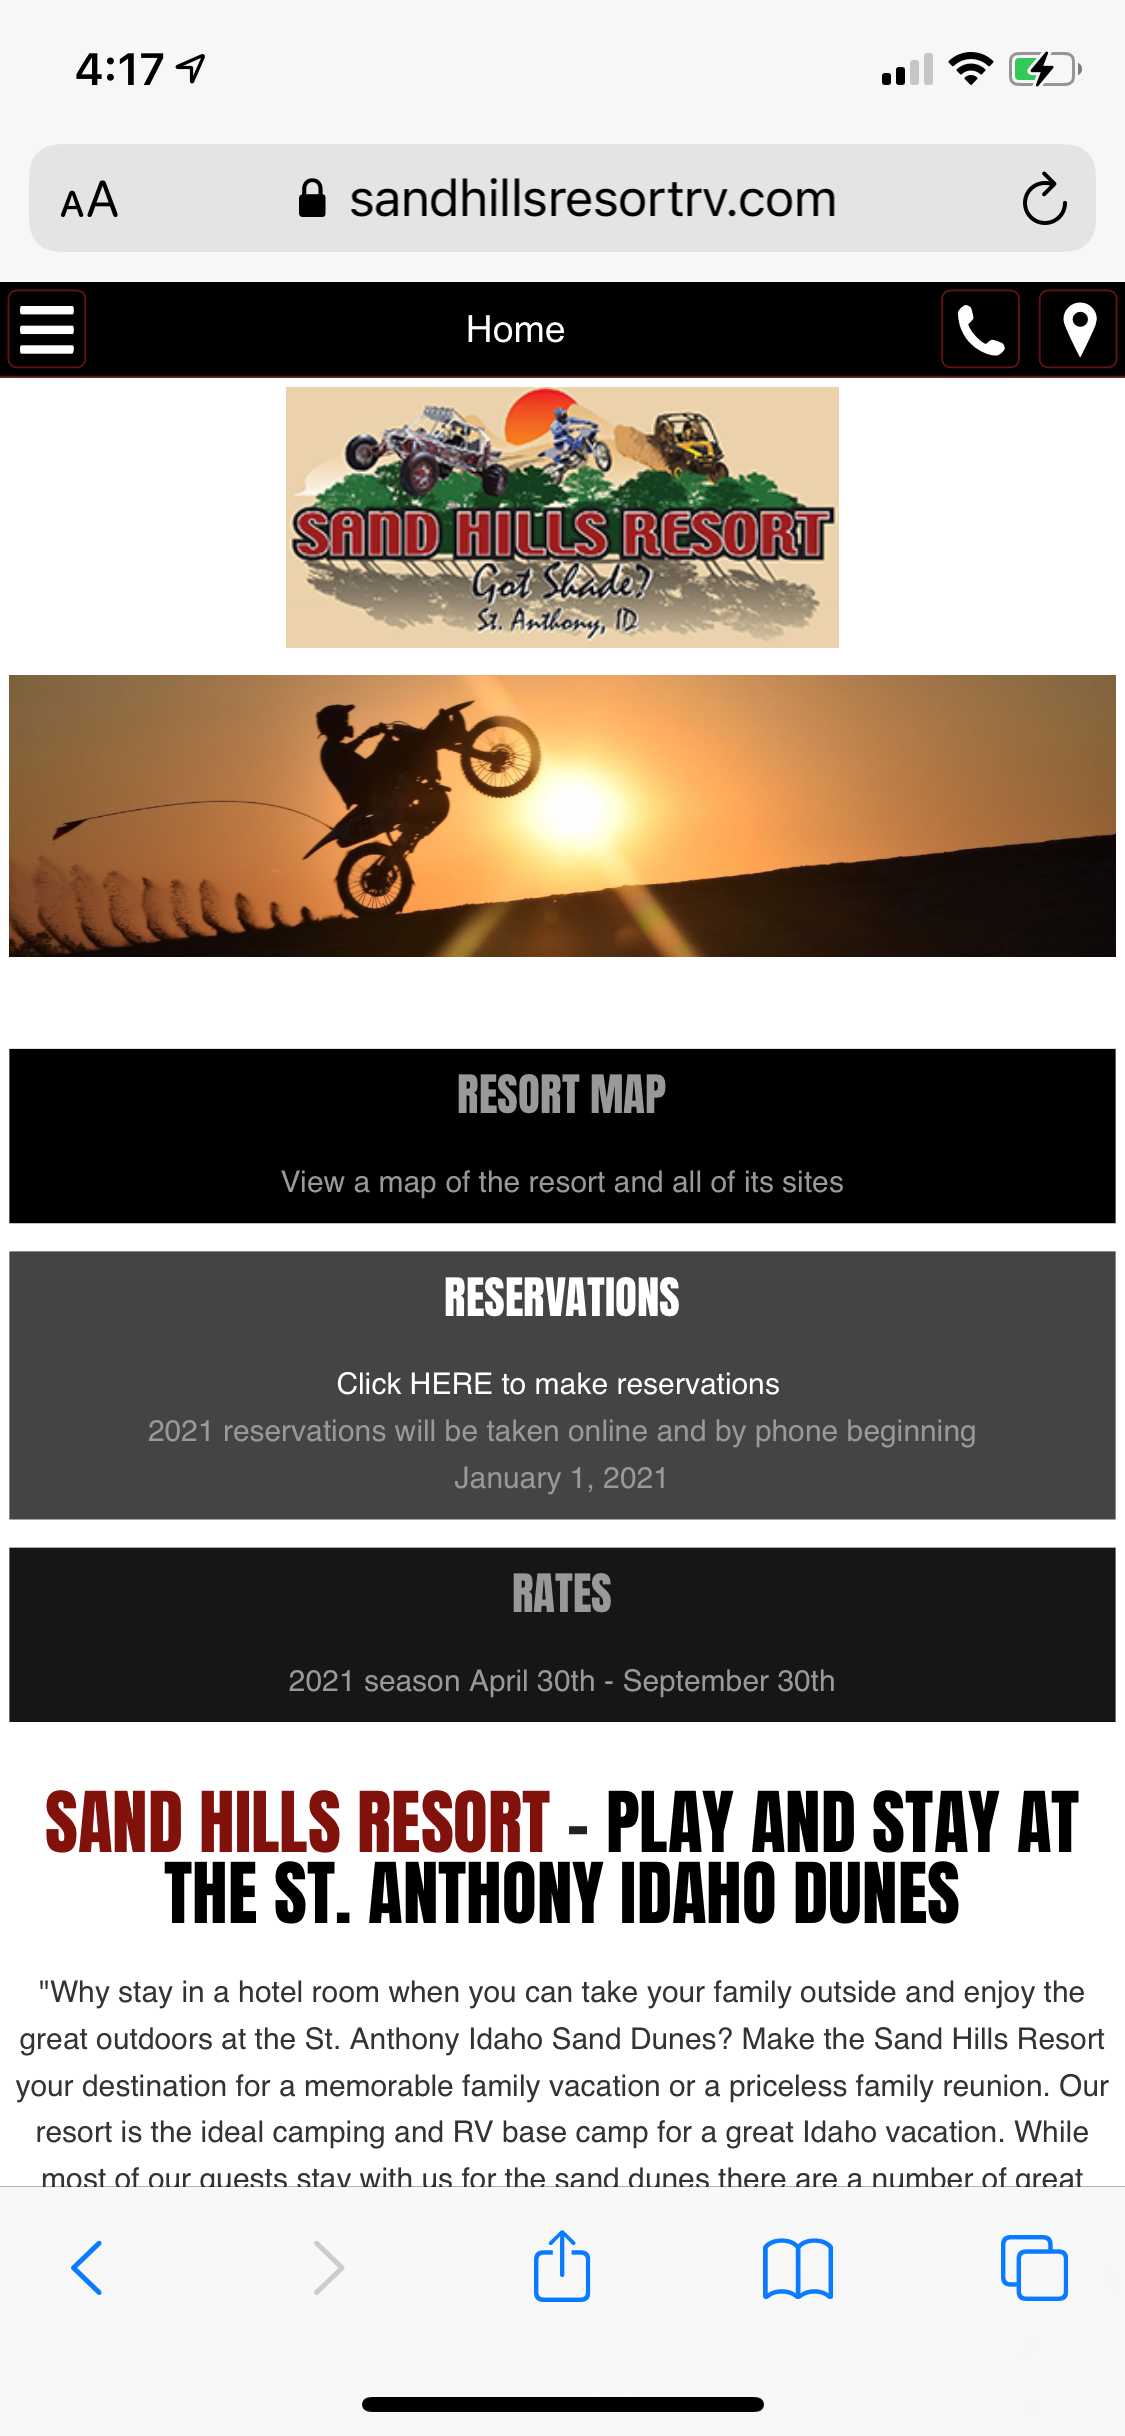 4:17
AA sandhillsresortrv.com
Home
SAND HILLS RESORT
Got Shade?
St. Anthony, ID
RESORT MAP
View a map of the resort and all of its sites
RESERVATIONS
Click HERE to make reservations
2021 reservations will be taken online and by phone beginning
January 1, 2021
RATES
2021 season April 30th - September 30th
SAND HILLS RESORT - PLAY AND STAY AT
THE ST. ANTHONY IDAHO DUNES
"Why stay in a hotel room when you can take your family outside and enjoy the
great outdoors at the St. Anthony Idaho Sand Dunes? Make the Sand Hills Resort
your destination for a memorable family vacation or a priceless family reunion. Our
resort is the ideal camping and RV base camp for a great Idaho vacation. While
most of our guests stay with us for the sand dunes there are a number of great